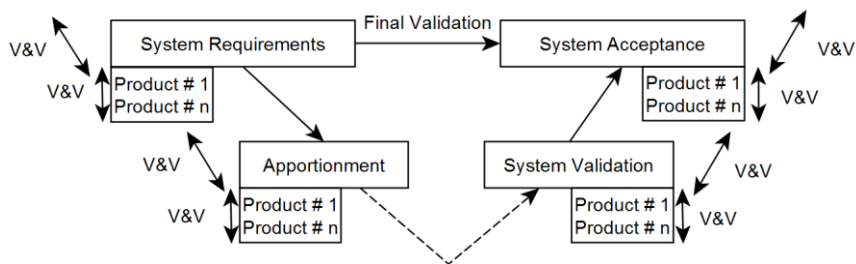 Final Validation
V&V System Requirements System Acceptance V&V
V&V Product # 1 Product # 1 V&V
Product # n Product # n
V&V Apportionment System Validation V&V
V&V Product # 1 Product # 1 V&V
Product # n Product # n